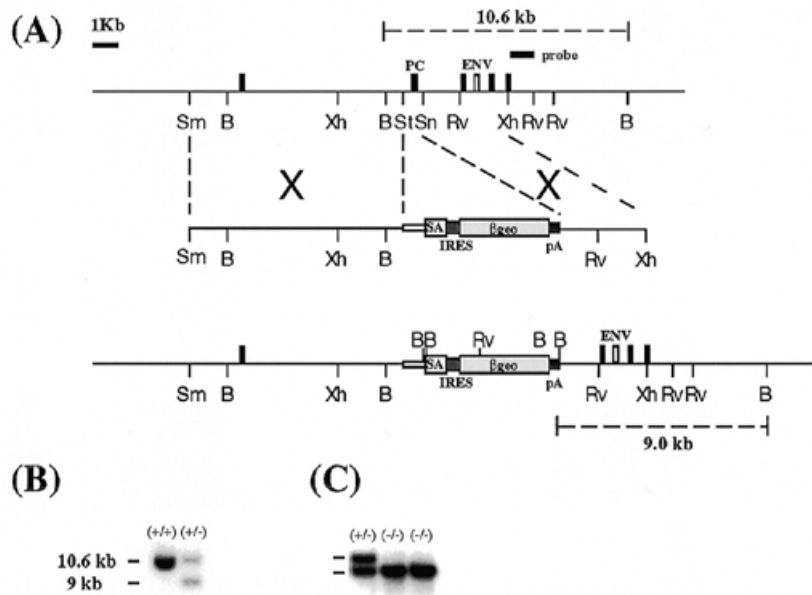 (A)
1Kb
10.6 kb
PC
ENV
probe
Sm B Xh B St Sn Rv Xh Rv Rv B
X X
SA βgeo
IRES pA
Sm B Xh B Rv Xh
B B Rv B B ENV
SA βgeo
IRES pA
Sm B Xh Rv Xh Rv Rv B
9.0 kb
(B) (C)
(+/+) (+/-) (+/-) (-/-) (-/-)
10.6 kb
9 kb